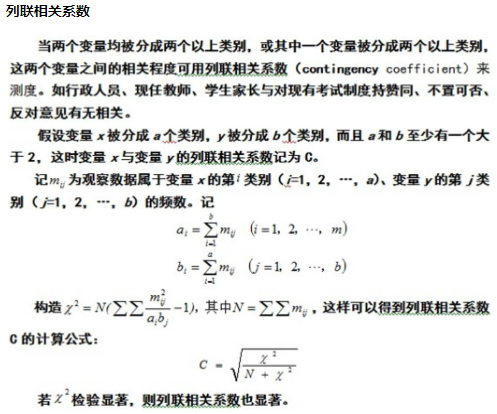 列联相关系数
当两个变量均被分成两个以上类别，或其中一个变量被分成两个以上类别，
这两个变量之间的相关程度可用列联相关系数（contingency coefficient）来
测度。如行政人员、现任教师、学生家长与对现有考试制度持赞同、不置可否、
反对意见有无相关。
假设变量 x 被分成 a 个类别，y 被分成 b 个类别，而且 a 和 b 至少有一个大
于 2，这时变量 x 与变量 y 的列联相关系数记为 C。
记 m_{ij} 为观察数据属于变量 x 的第 i 类别（i=1，2，…，a）、变量 y 的第 j 类
别（j=1，2，…，b）的频数。记
a_i = \sum_{i=1}^{b} m_{ij} （i = 1，2，…，m）
b_i = \sum_{i=1}^{a} m_{ij} （j = 1，2，…，b）
构造 χ^2 = N(∑∑ \frac{m_{ij}^2}{a_i b_j} -1)，其中N = ∑∑ m_{ij}，这样可以得到列联相关系数
C 的计算公式：
C = \sqrt{\frac{χ^2}{N + χ^2}}
若 χ^2 检验显著，则列联相关系数也显著。